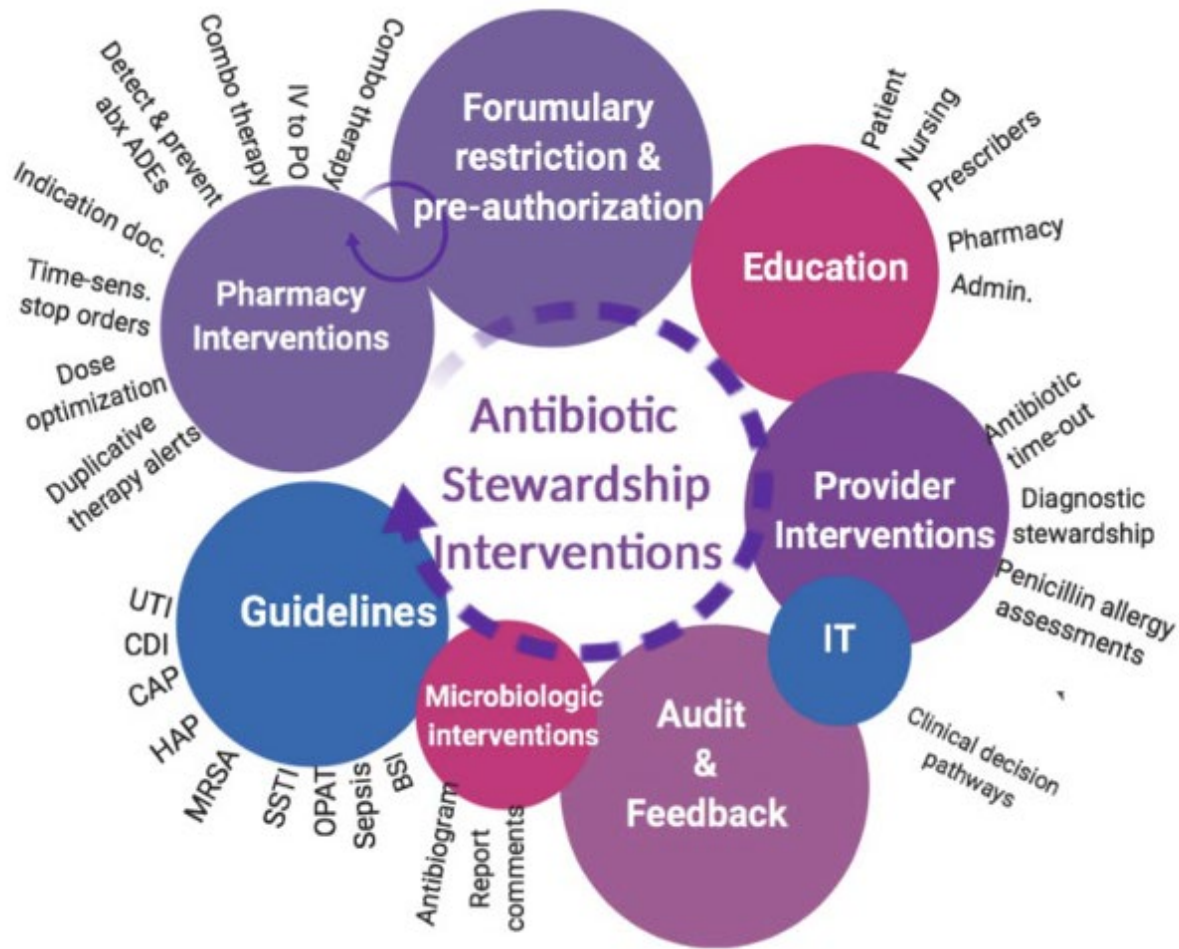 Combo therapy
IV to PO
Combo therapy
Detect & prevent
abx ADEs
Indication doc.
Time-sens.
stop orders
Dose
optimization
Duplicative
therapy alerts
Pharmacy
Interventions
Forumulary
restriction &
pre-authorization
Patient
Nursing
Prescribers
Pharmacy
Admin.
Education
Antibiotic
Stewardship
Interventions
Provider
Interventions
Antibiotic
time-out
Diagnostic
stewardship
Penicillin allergy
assessments
IT
Clinical decision
pathways
Audit
&
Feedback
Microbiologic
interventions
Antibiogram
Report
comments
Guidelines
UTI
CDI
CAP
HAP
MRSA
SSTI
OPAT
Sepsis
BSI